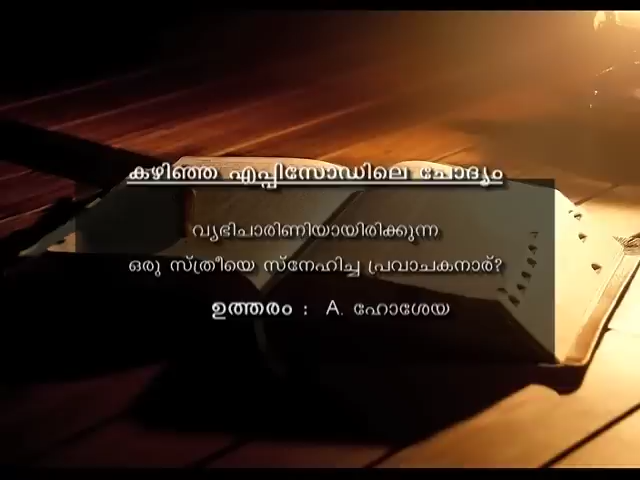 കഴിഞ്ഞ എപ്പിസോഡിലെ ചോദ്യം
വ്യഭിചാരിണിയായിരിക്കുന്ന
ഒരു സ്ത്രീയെ സ്നേഹിച്ച പ്രവാചകനാര്?
ഉത്തരം : A. ഹോശേയ